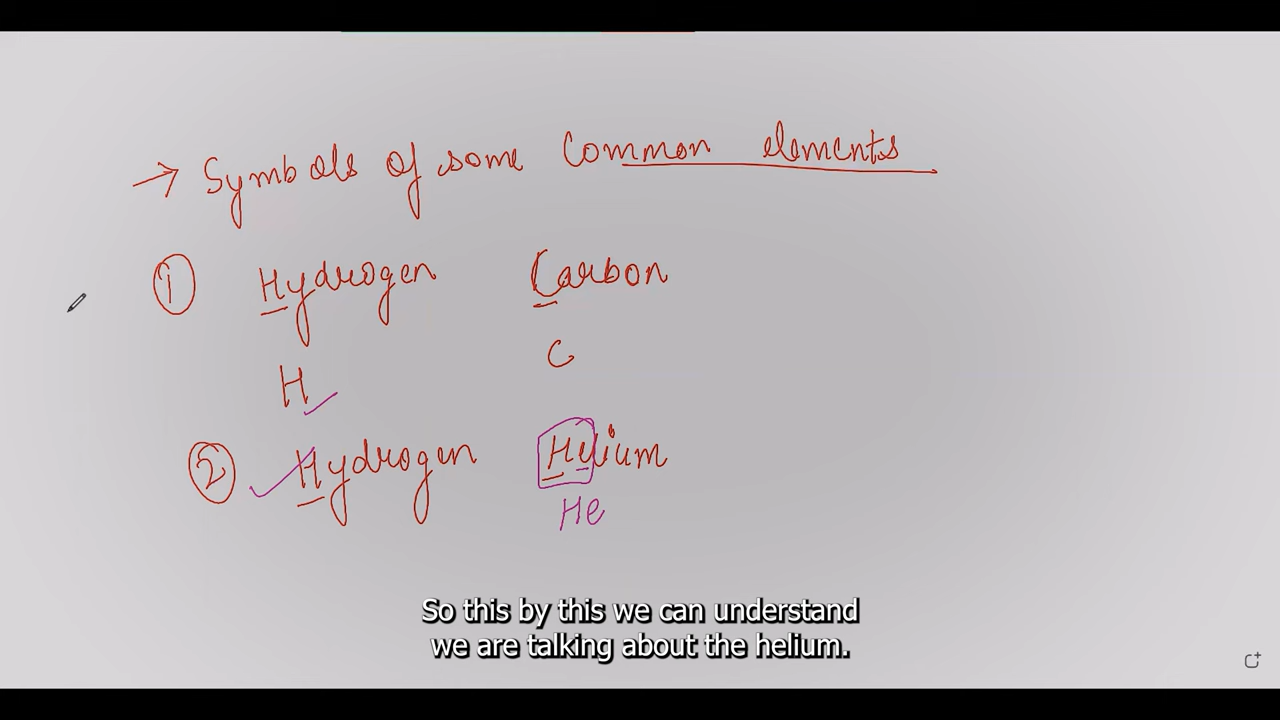 → Symbols of some Common elements
① Hydrogen Carbon
H C
② Hydrogen Helium
He
So this by this we can understand
we are talking about the helium.